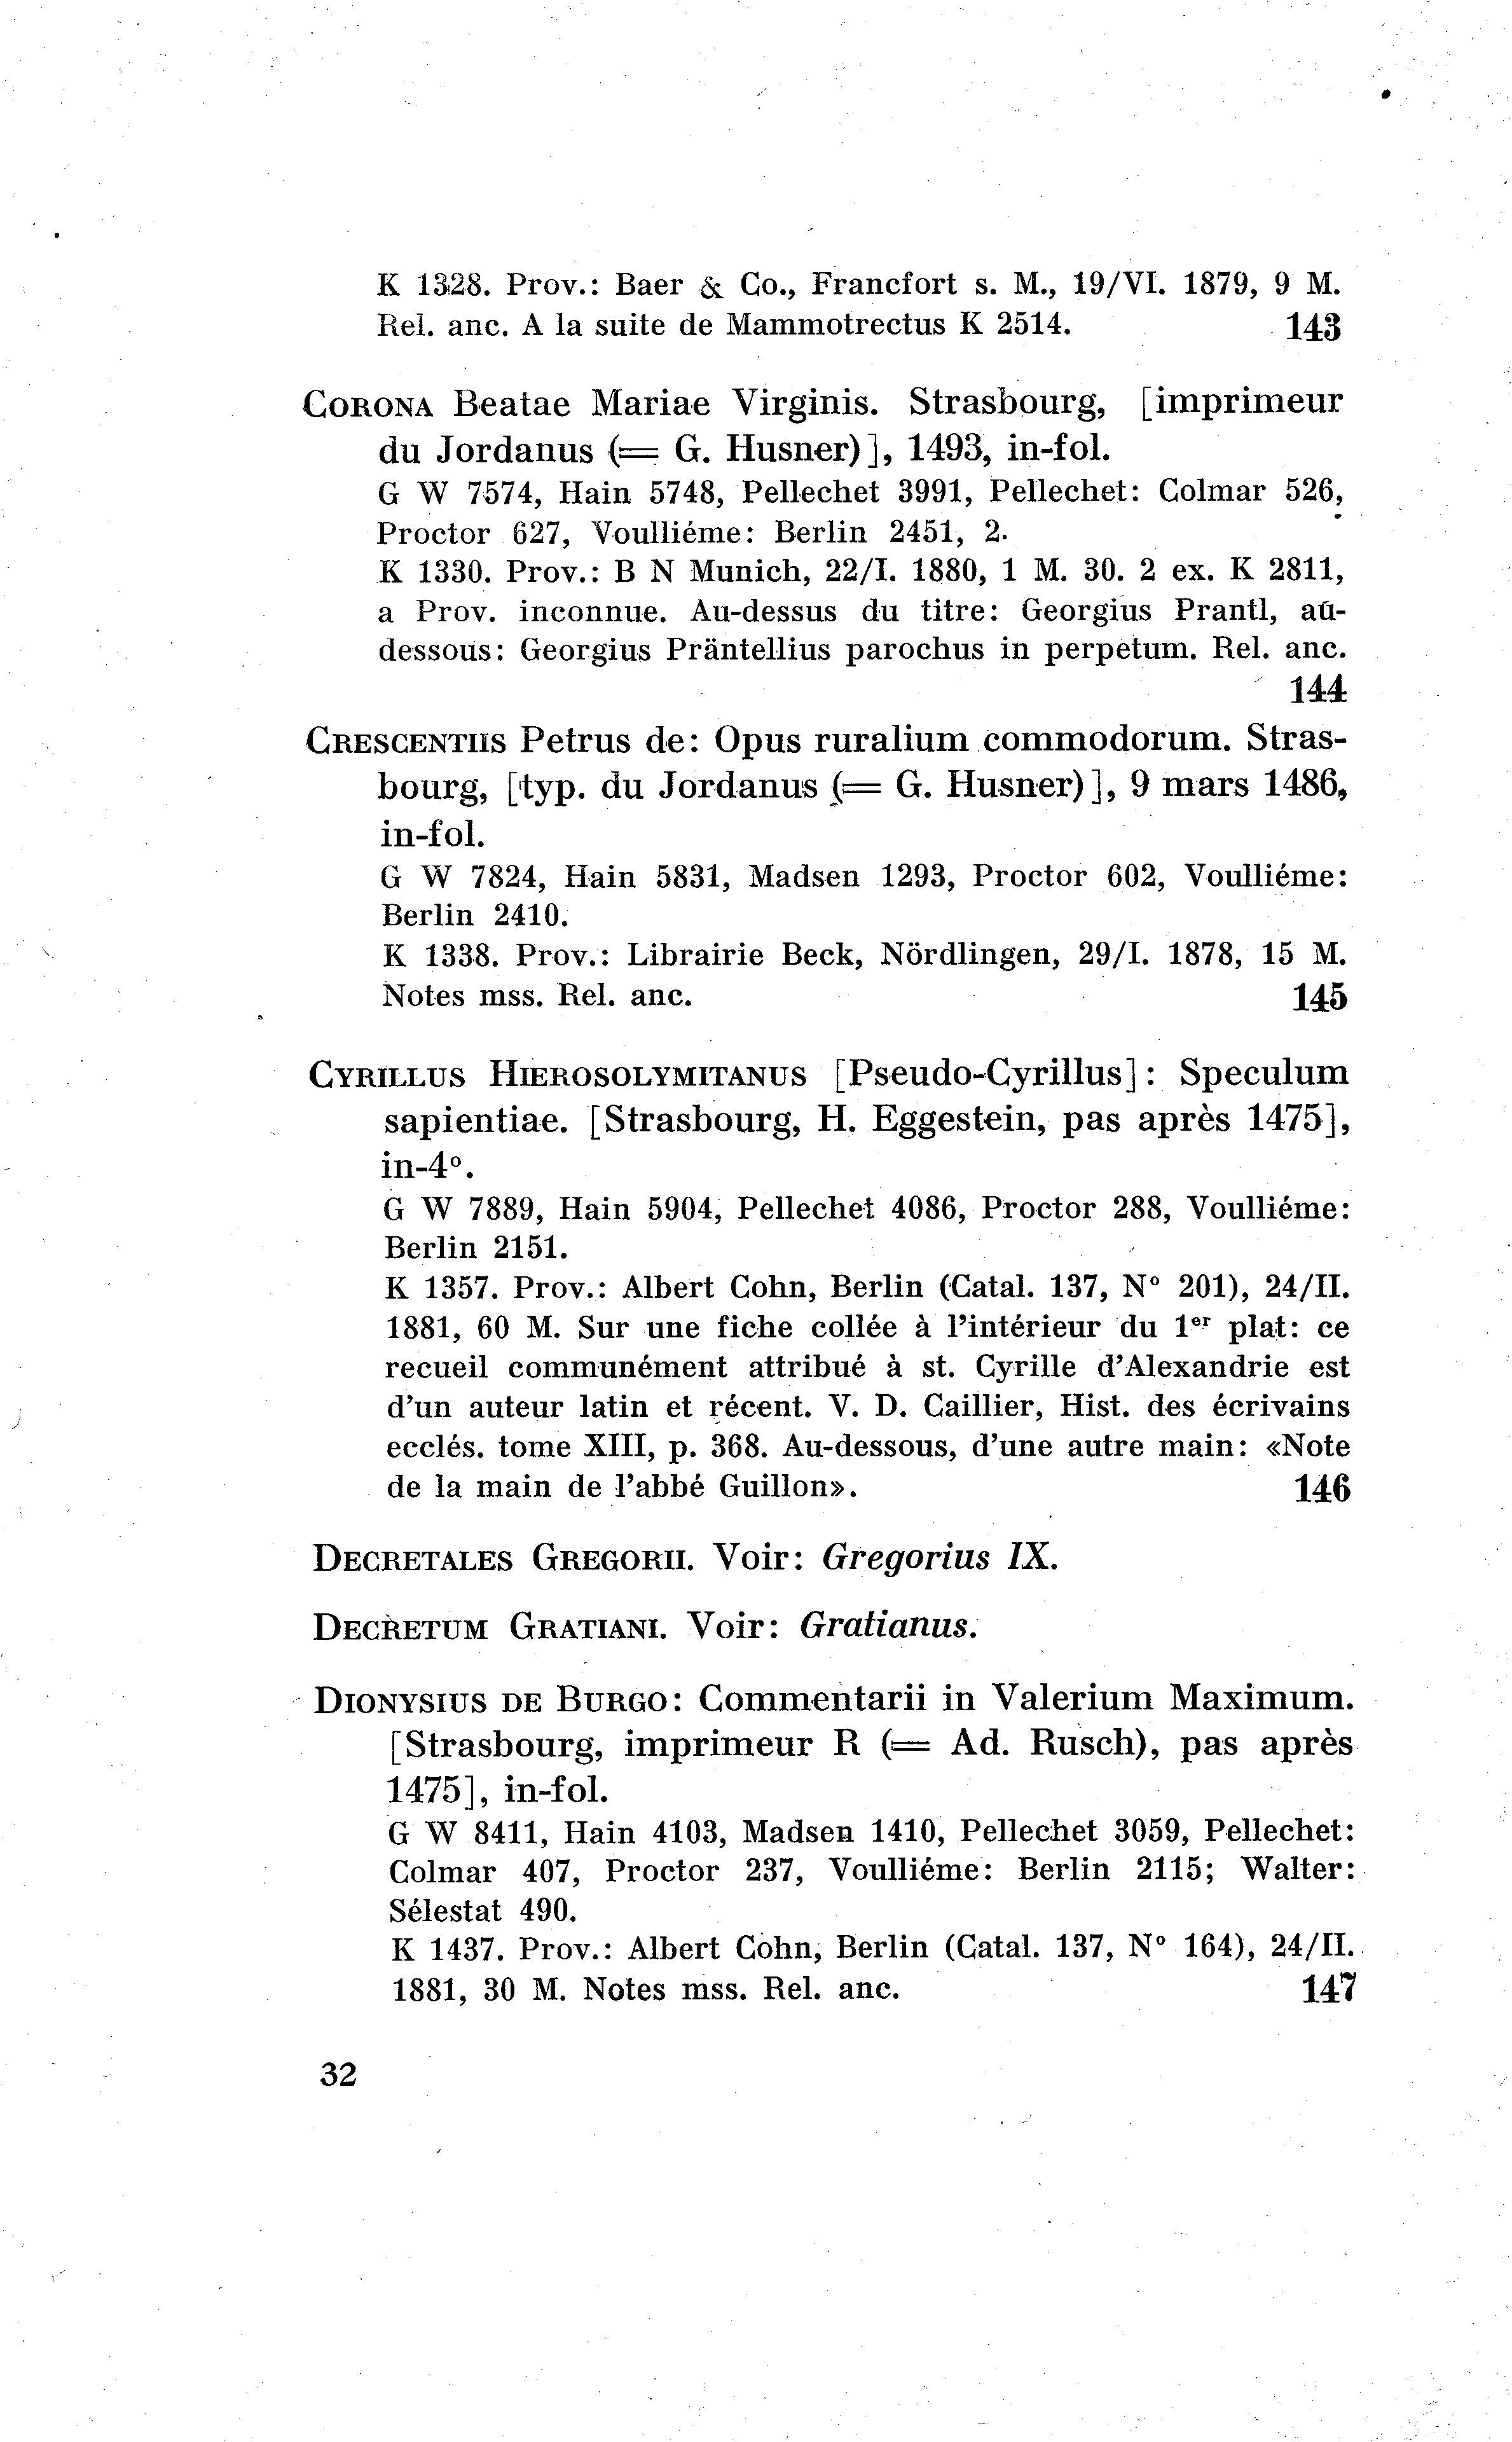 K 1328. Prov.: Baer & Co., Francfort s. M., 19/VI. 1879, 9 M.
Rel. anc. A la suite de Mammotrectus K 2514. 143
CORONA Beatae Mariae Virginis. Strasbourg, [imprimeur
du Jordanus (= G. Husner)], 1493, in-fol.
G W 7574, Hain 5748, Pellechet 3991, Pellechet: Colmar 526,
Proctor 627, Voulliéme: Berlin 2451, 2.
K 1330. Prov.: B N Munich, 22/I. 1880, 1 M. 30. 2 ex. K 2811,
a Prov. inconnue. Au-dessus du titre: Georgius Prantl, au-
dessous: Georgius Präntellius parochus in perpetum. Rel. anc.
144
CRESCENTIIS Petrus de: Opus ruralium commodorum. Stras-
bourg, [typ. du Jordanus (= G. Husner)], 9 mars 1486,
in-fol.
G W 7824, Hain 5831, Madsen 1293, Proctor 602, Voulliéme:
Berlin 2410.
K 1338. Prov.: Librairie Beck, Nördlingen, 29/I. 1878, 15 M.
Notes mss. Rel. anc. 145
CYRILLUS HIEROSOLYMITANUS [Pseudo-Cyrillus]: Speculum
sapientiae. [Strasbourg, H. Eggestein, pas après 1475],
in-4°.
G W 7889, Hain 5904, Pellechet 4086, Proctor 288, Voulliéme:
Berlin 2151.
K 1357. Prov.: Albert Cohn, Berlin (Catal. 137, N° 201), 24/II.
1881, 60 M. Sur une fiche collée à l'intérieur du 1er plat: ce
recueil communément attribué à st. Cyrille d'Alexandrie est
d'un auteur latin et récent. V. D. Caillier, Hist. des écrivains
ecclés. tome XIII, p. 368. Au-dessous, d'une autre main: «Note
de la main de l'abbé Guillon». 146
DECRETALES GREGORII. Voir: Gregorius IX.
DECRETUM GRATIANI. Voir: Gratianus.
DIONYSIUS DE BURGO: Commentarii in Valerium Maximum.
[Strasbourg, imprimeur R (= Ad. Rusch), pas après
1475], in-fol.
G W 8411, Hain 4103, Madsen 1410, Pellechet 3059, Pellechet:
Colmar 407, Proctor 237, Voulliéme: Berlin 2115; Walter:
Sélestat 490.
K 1437. Prov.: Albert Cohn, Berlin (Catal. 137, N° 164), 24/II.
1881, 30 M. Notes mss. Rel. anc. 147
32